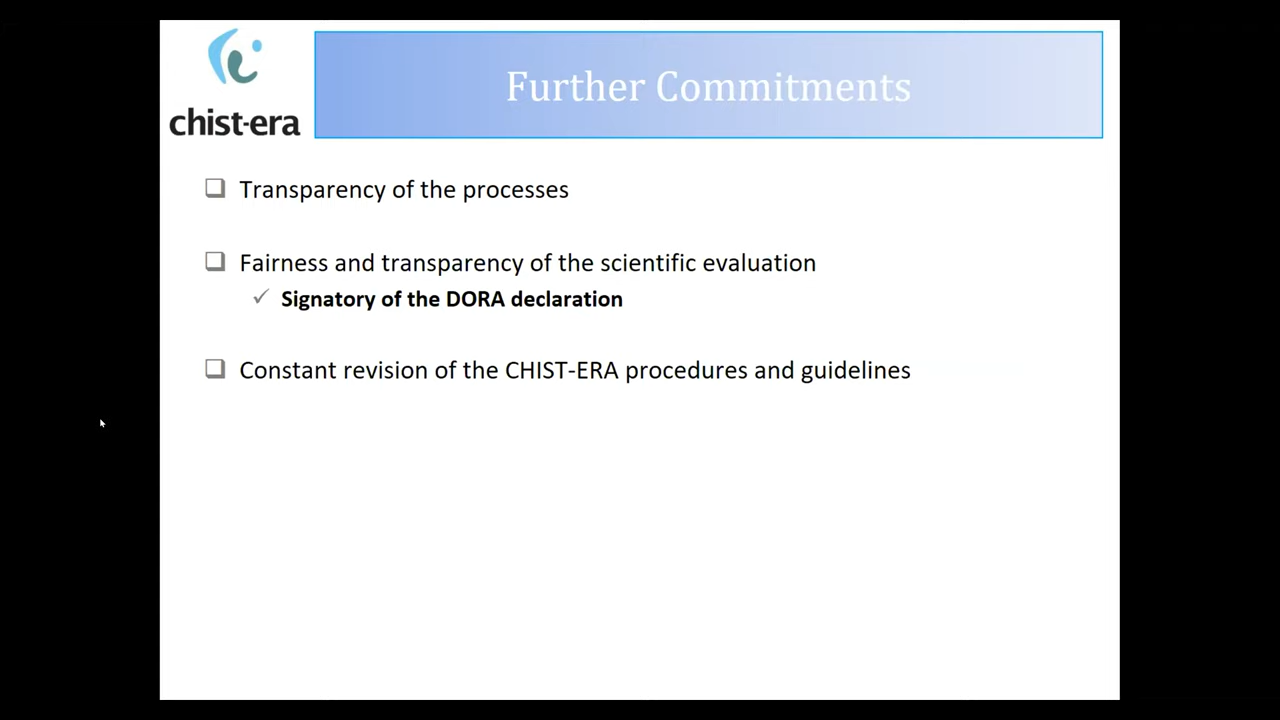 chist-era
Further Commitments
Transparency of the processes
Fairness and transparency of the scientific evaluation
Signatory of the DORA declaration
Constant revision of the CHIST-ERA procedures and guidelines